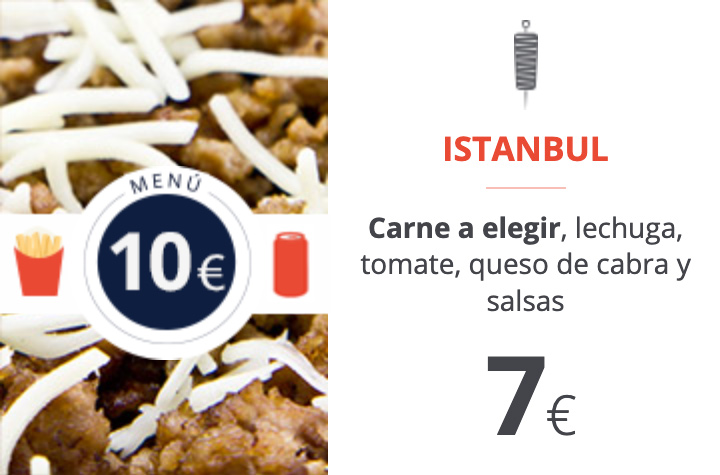 MENÚ
10€
ISTANBUL
Carne a elegir, lechuga,
tomate, queso de cabra y
salsas
7€